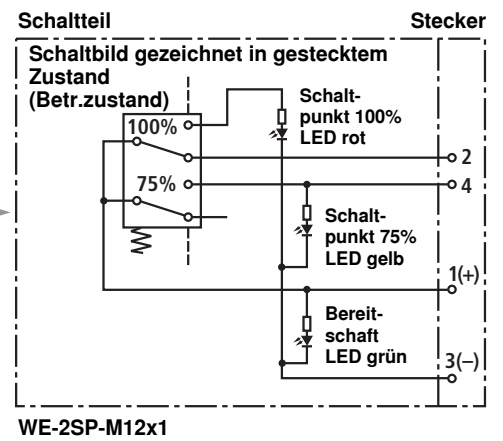 Schaltteil
Stecker
Schaltbild gezeichnet in gestecktem
Zustand
(Betr.zustand)
Schalt-
punkt 100%
LED rot
100%
2
75%
4
Schalt-
punkt 75%
LED gelb
1(+)
Bereit-
schaft
LED grün
3(–)
WE-2SP-M12x1